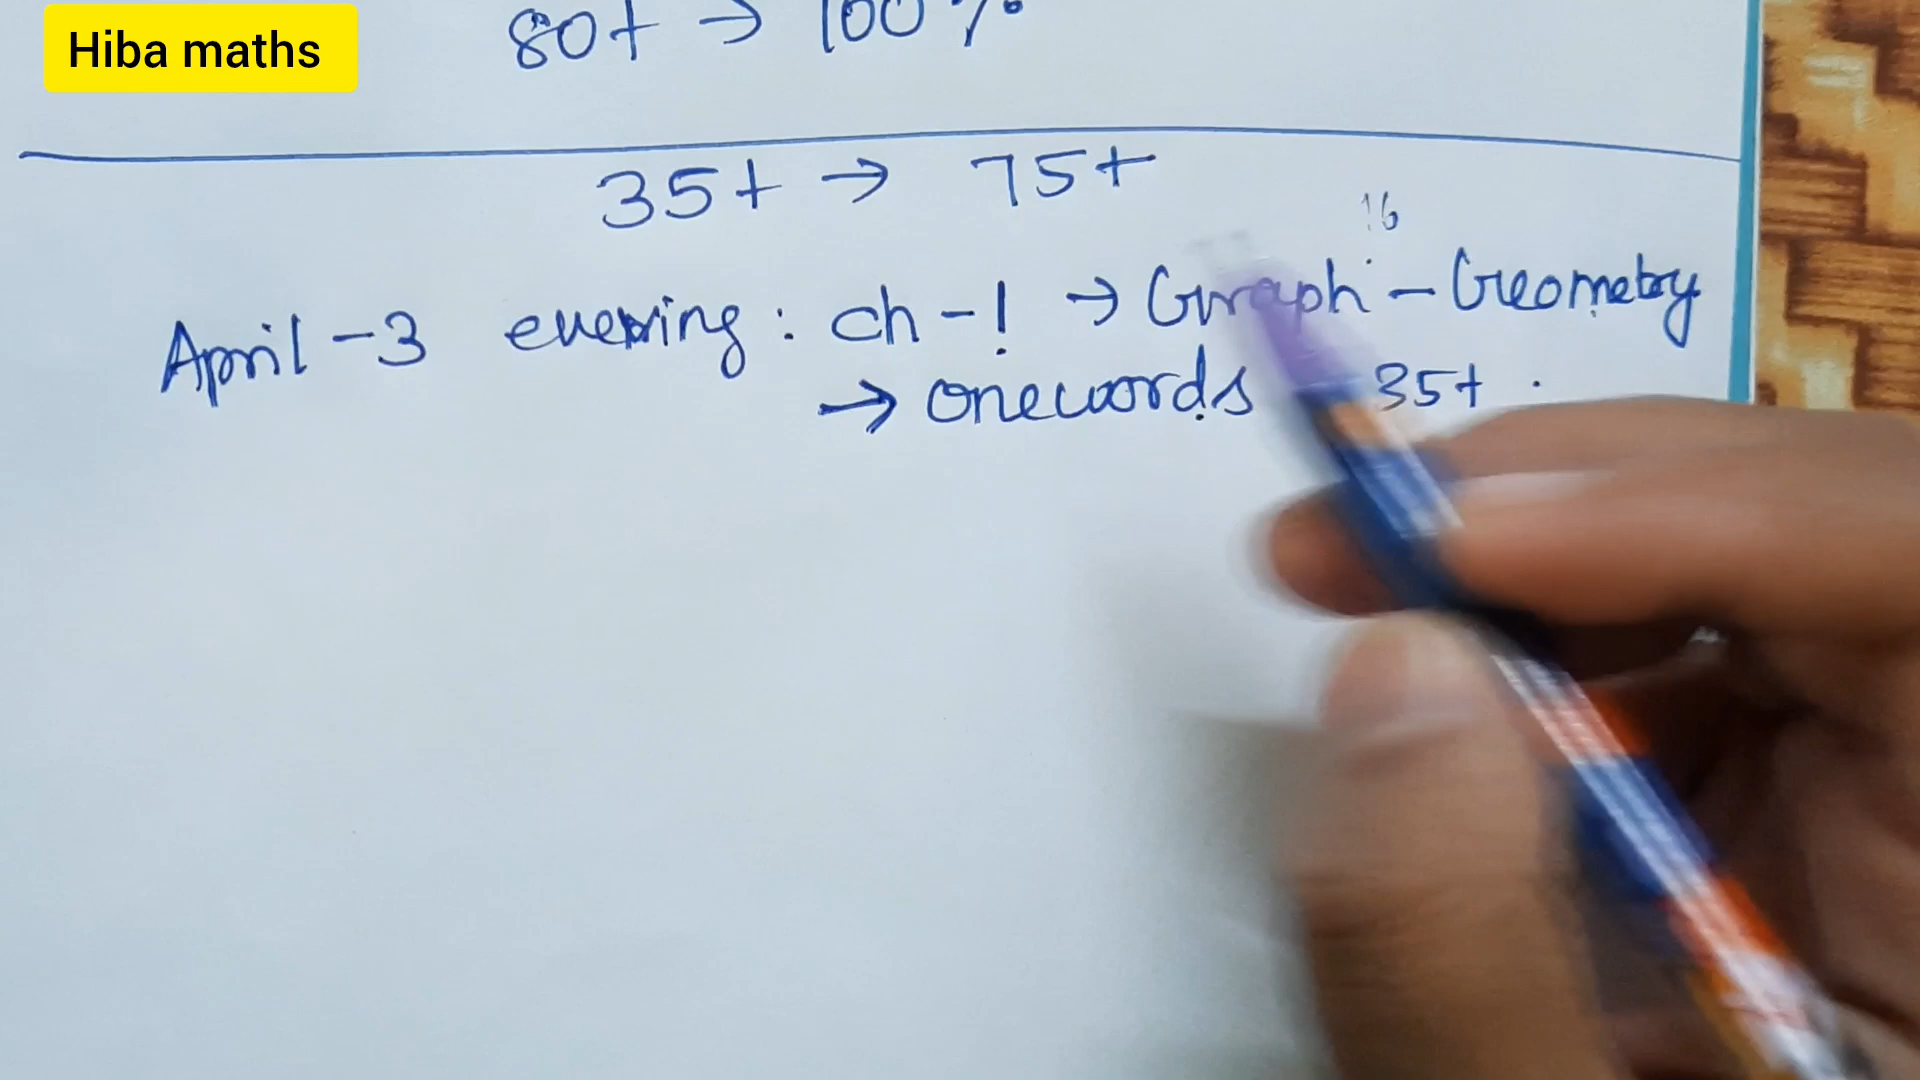 80+ → 100%
Hiba maths
35+ → 75+
16
April - 3 evening : ch - 1 → Graph - Geometry
→ onewords 35+ .